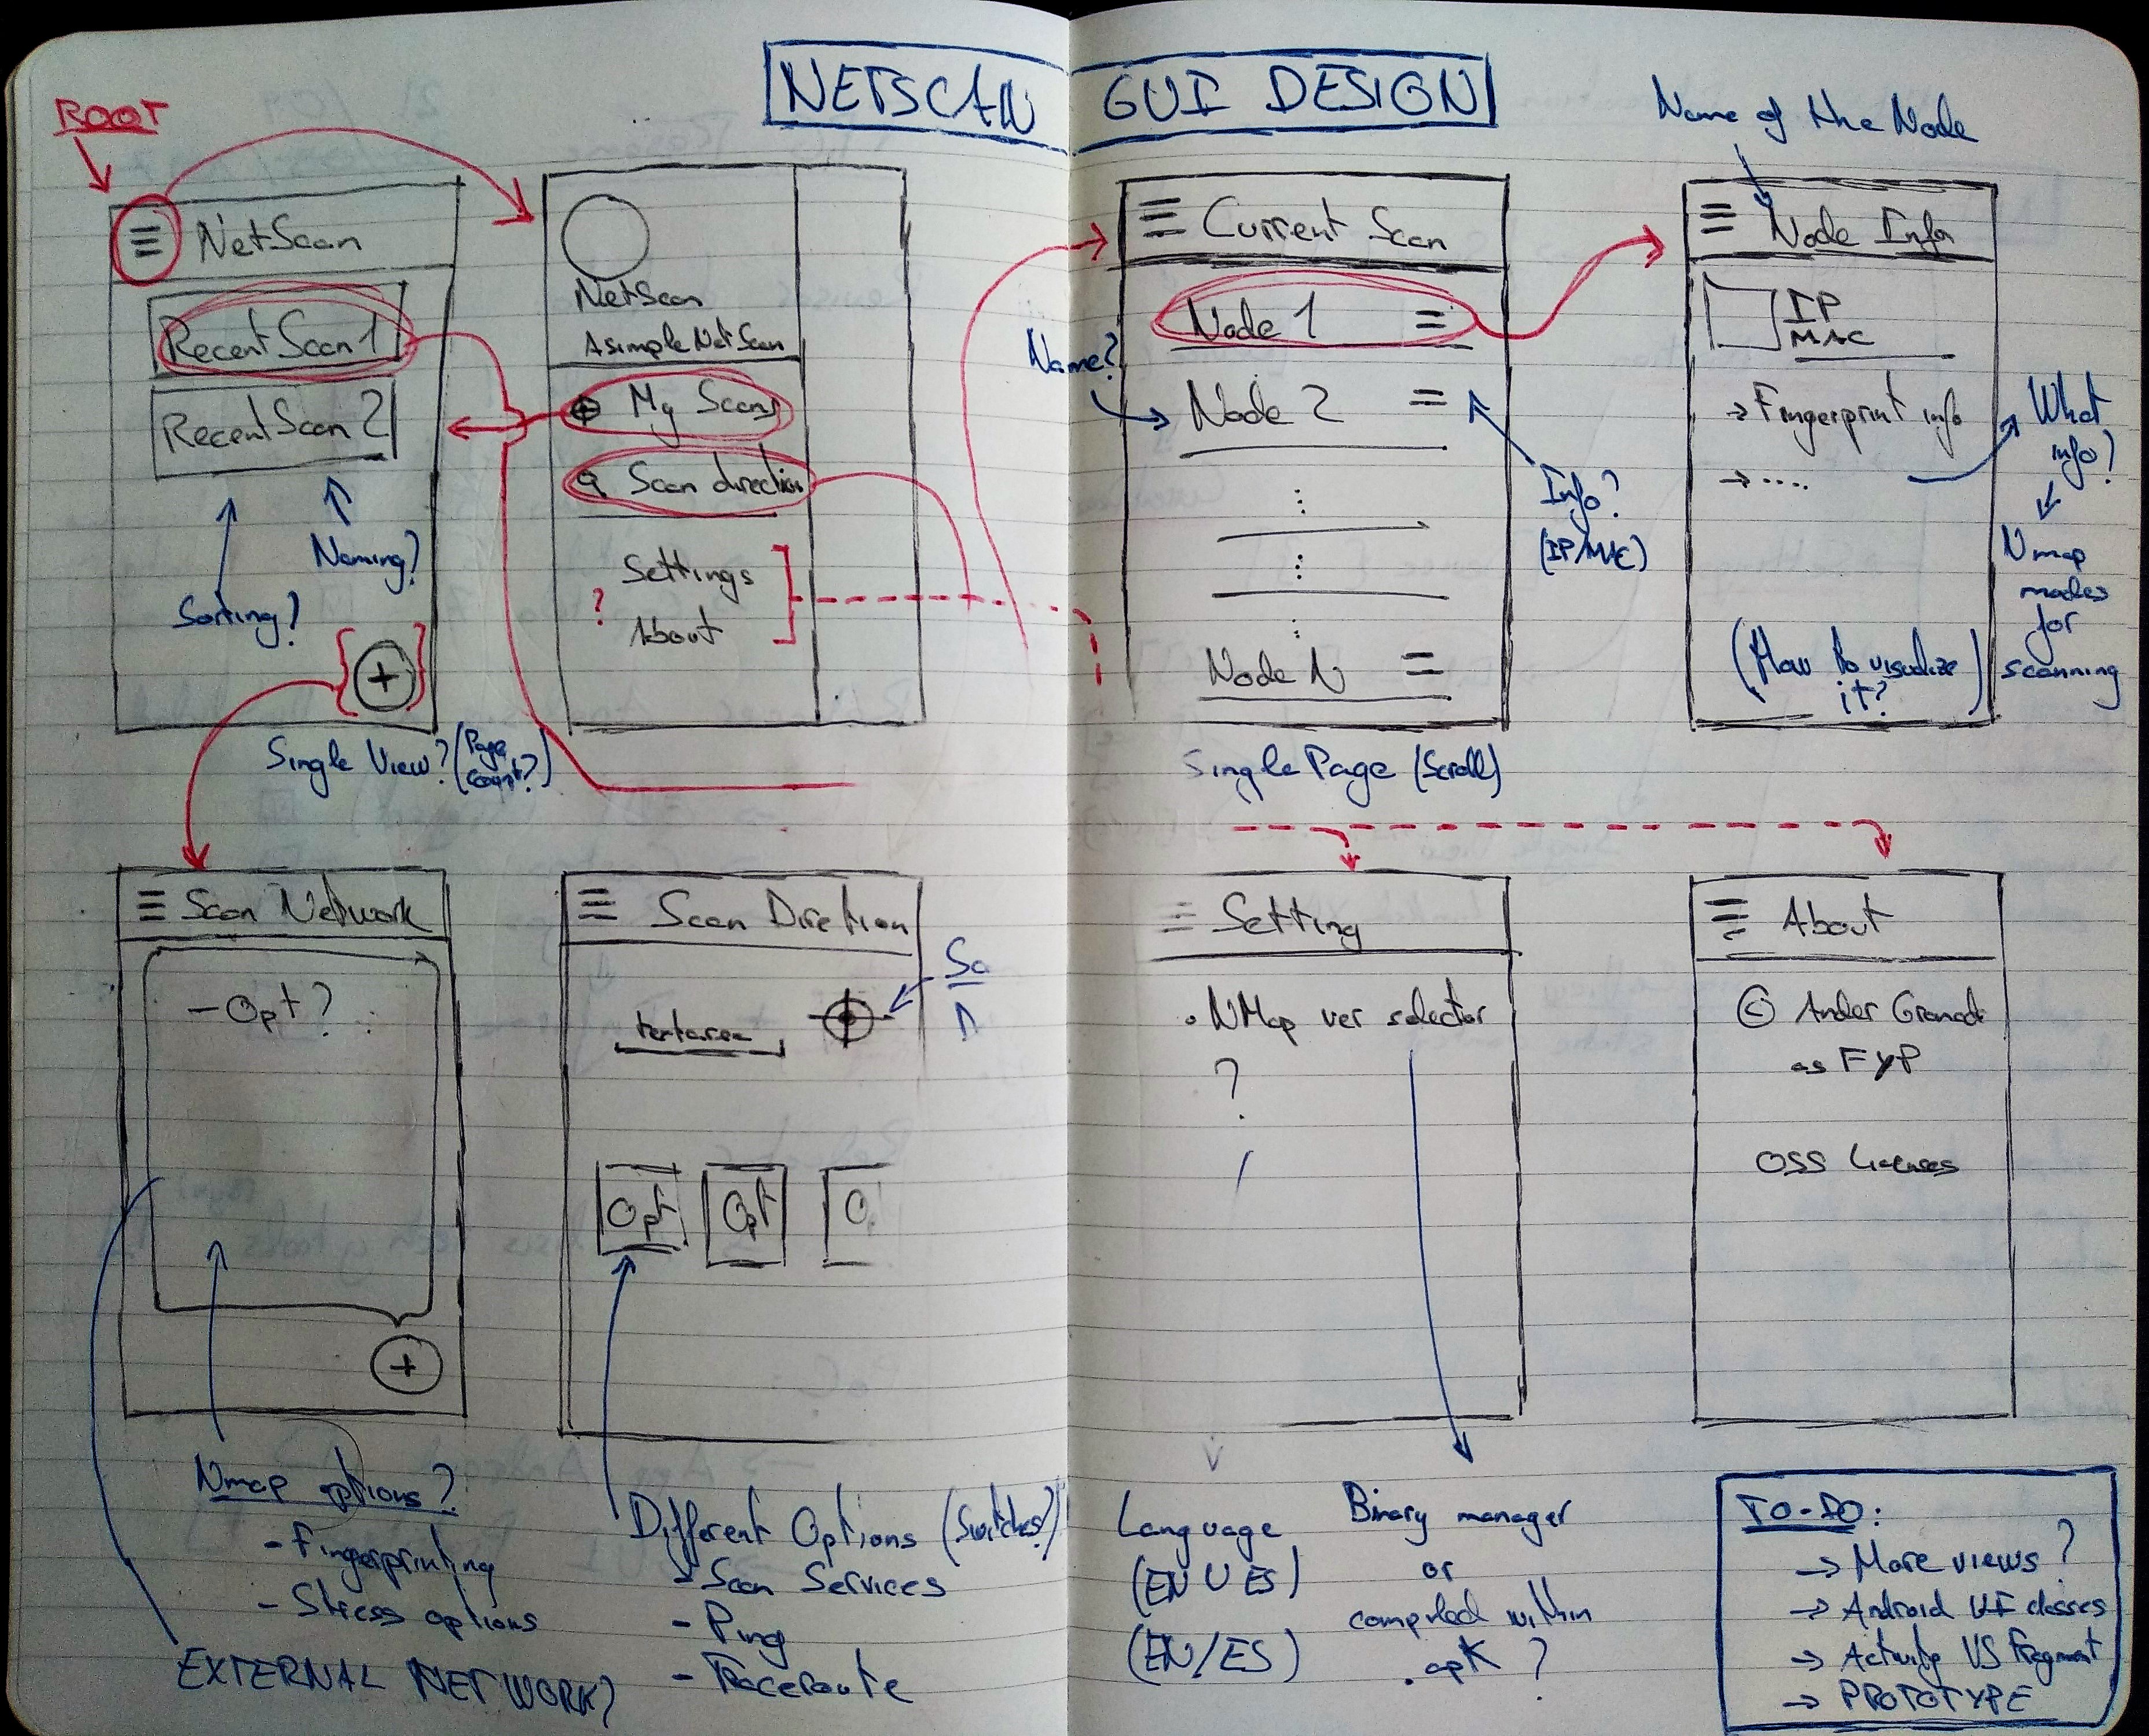 NETSCAN GUI DESIGN
ROOT
NetScan
Recent Scan 1
Recent Scan 2
Naming?
Sorting?
+
Single View? (Page count?)
NetScan
A simple NetScan
My Scans
Scan direction
Settings
?
About
Current Scan
Node 1
Name?
Node 2
Info?
(IP/MAC)
Node N
Single Page (Scroll)
Name of the Node
Node Info
IP
MAC
→ Fingerprint info
→ ....
What
info?
Nmap
modes
for
scanning
(How to visualize
it?)
Scan Network
- Opt?
+
Nmap options?
- Fingerprinting
- Stress options
EXTERNAL NETWORK?
Scan Diretion
textarea
Sc
Opt Opt O
Different Options (Switches?)
- Scan Services
- Ping
- Traceroute
Setting
. NMap ver selector
?
Language
(EN U ES)
(EN/ES)
Binary manager
or
compiled within
.apk ?
About
© Ander Granado
as FYP
OSS Licenses
TO-DO:
→ More views?
→ Android UI classes
→ Activity VS Fragment
→ PROTOTYPE